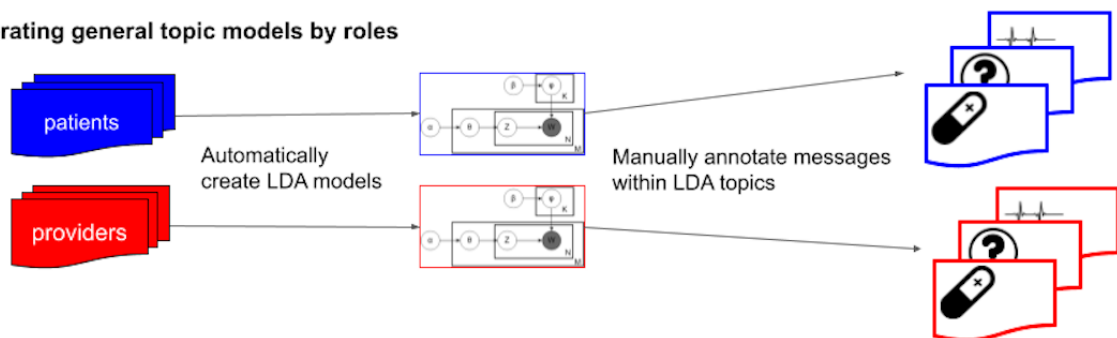 rating general topic models by roles
patients
Automatically
create LDA models
providers
β
φ
K
α
θ
Z
W
N
M
β
φ
K
α
θ
Z
W
N
M
Manually annotate messages
within LDA topics
?
?